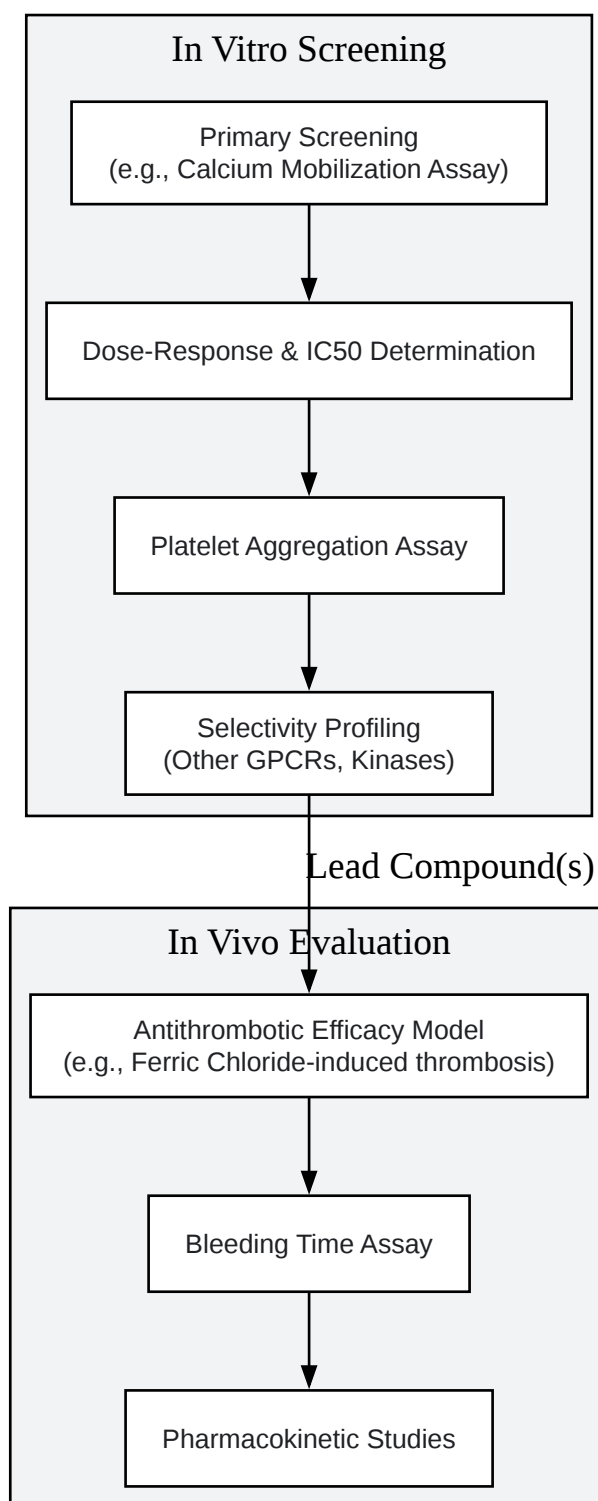 In Vitro Screening
Primary Screening
(e.g., Calcium Mobilization Assay)
Dose-Response & IC50 Determination
Platelet Aggregation Assay
Selectivity Profiling
(Other GPCRs, Kinases)
Lead Compound(s)
In Vivo Evaluation
Antithrombotic Efficacy Model
(e.g., Ferric Chloride-induced thrombosis)
Bleeding Time Assay
Pharmacokinetic Studies